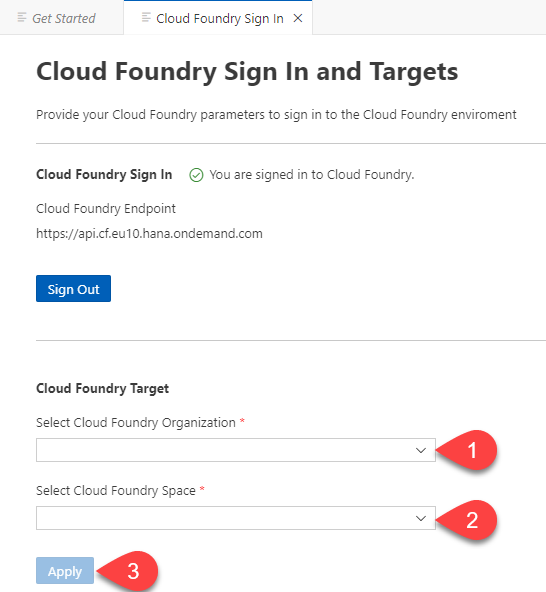 Get Started
Cloud Foundry Sign In
Cloud Foundry Sign In and Targets
Provide your Cloud Foundry parameters to sign in to the Cloud Foundry enviroment
Cloud Foundry Sign In You are signed in to Cloud Foundry.
Cloud Foundry Endpoint
https://api.cf.eu10.hana.ondemand.com
Sign Out
Cloud Foundry Target
Select Cloud Foundry Organization *
1
Select Cloud Foundry Space *
2
Apply
3